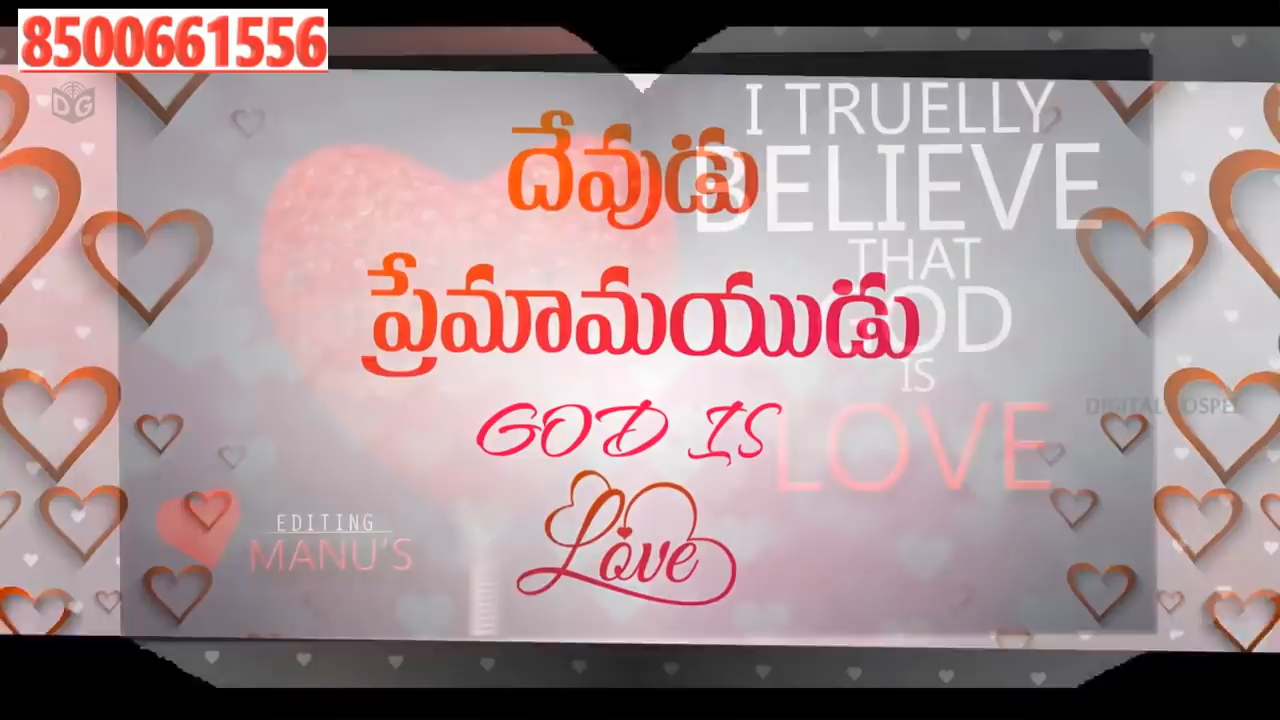 8500661556
DG
దేవుడు
ప్రేమామయుడు
GOD IS
Love
I TRUELLY
BELIEVE
THAT
GOD
IS
LOVE
DIGITAL GOSPEL
EDITING
MANU'S